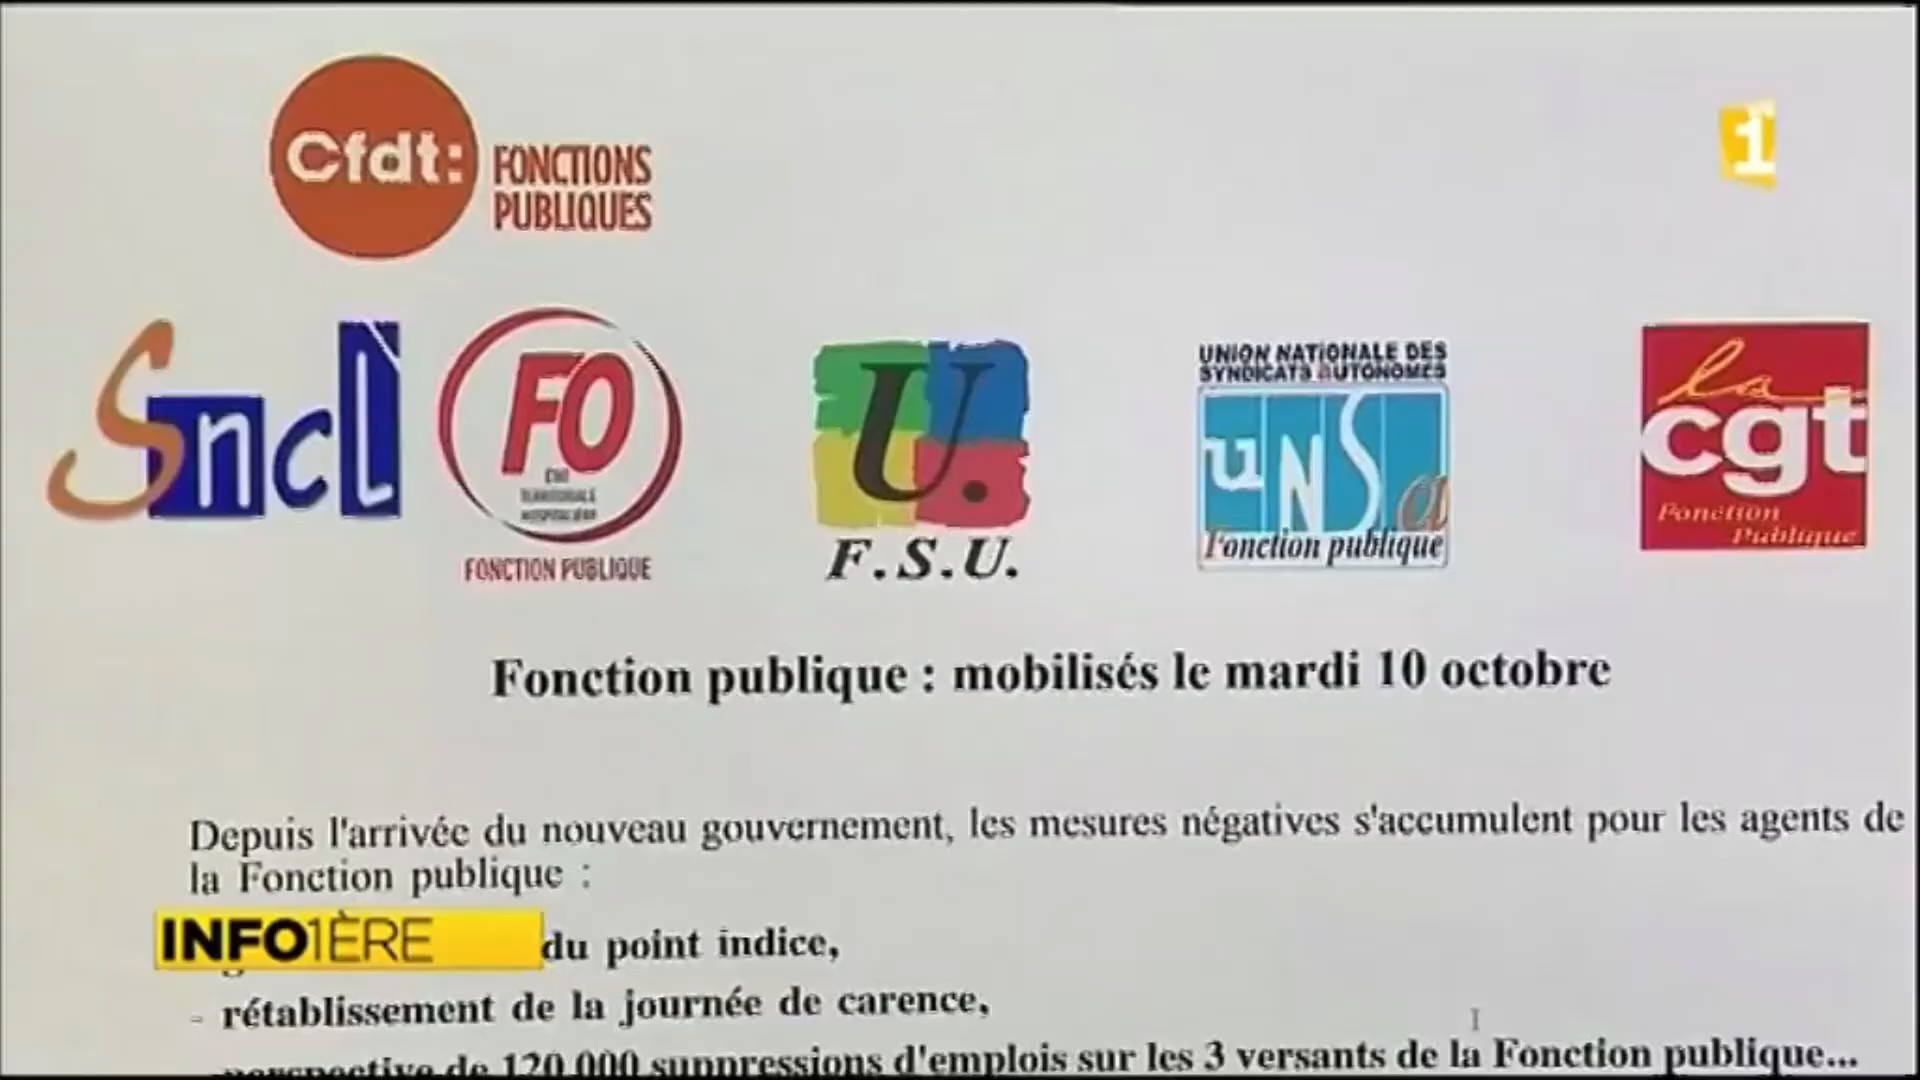 Cfdt:
FONCTIONS
PUBLIQUES
1
Sncl
FO
TERRITORIALE
HOSPITALIÈRE
FONCTION PUBLIQUE
U.
F.S.U.
UNION NATIONALE DES
SYNDICATS AUTONOMES
UNSa
Fonction publique
la
cgt
Fonction
Publique
Fonction publique : mobilisés le mardi 10 octobre
Depuis l'arrivée du nouveau gouvernement, les mesures négatives s'accumulent pour les agents de
la Fonction publique :
INFO1ÈRE
du point indice,
- rétablissement de la journée de carence,
perspective de 120 000 suppressions d'emplois sur les 3 versants de la Fonction publique...